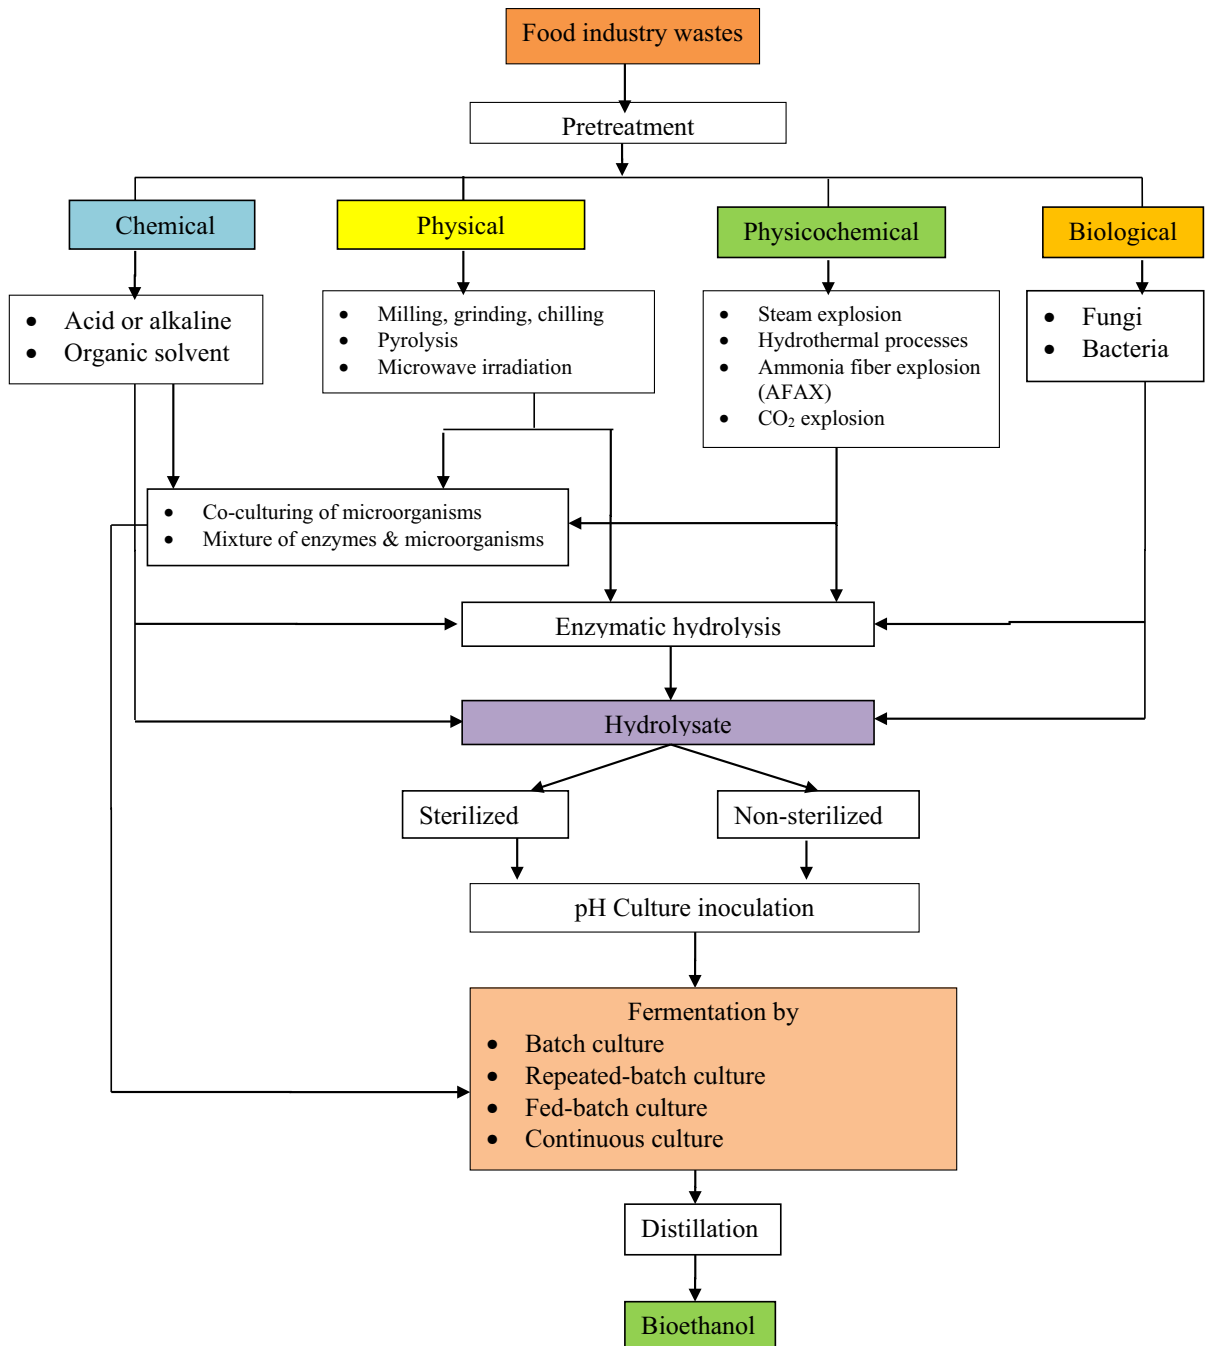 Food industry wastes
Pretreatment
Chemical
Physical
Physicochemical
Biological
• Acid or alkaline
• Organic solvent
• Milling, grinding, chilling
• Pyrolysis
• Microwave irradiation
• Steam explosion
• Hydrothermal processes
• Ammonia fiber explosion
(AFAX)
• CO₂ explosion
• Fungi
• Bacteria
• Co-culturing of microorganisms
• Mixture of enzymes & microorganisms
Enzymatic hydrolysis
Hydrolysate
Sterilized
Non-sterilized
pH Culture inoculation
Fermentation by
• Batch culture
• Repeated-batch culture
• Fed-batch culture
• Continuous culture
Distillation
Bioethanol